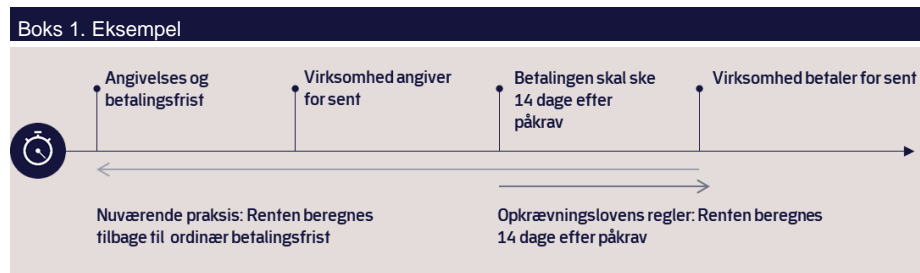 Boks 1. Eksempel
Angivelses og
betalingsfrist
Virksomhed angiver
for sent
Betalingen skal ske
14 dage efter
påkrav
Virksomhed betaler for sent
Nuværende praksis: Renten beregnes
tilbage til ordinær betalingsfrist
Opkrævningslovens regler: Renten beregnes
14 dage efter påkrav